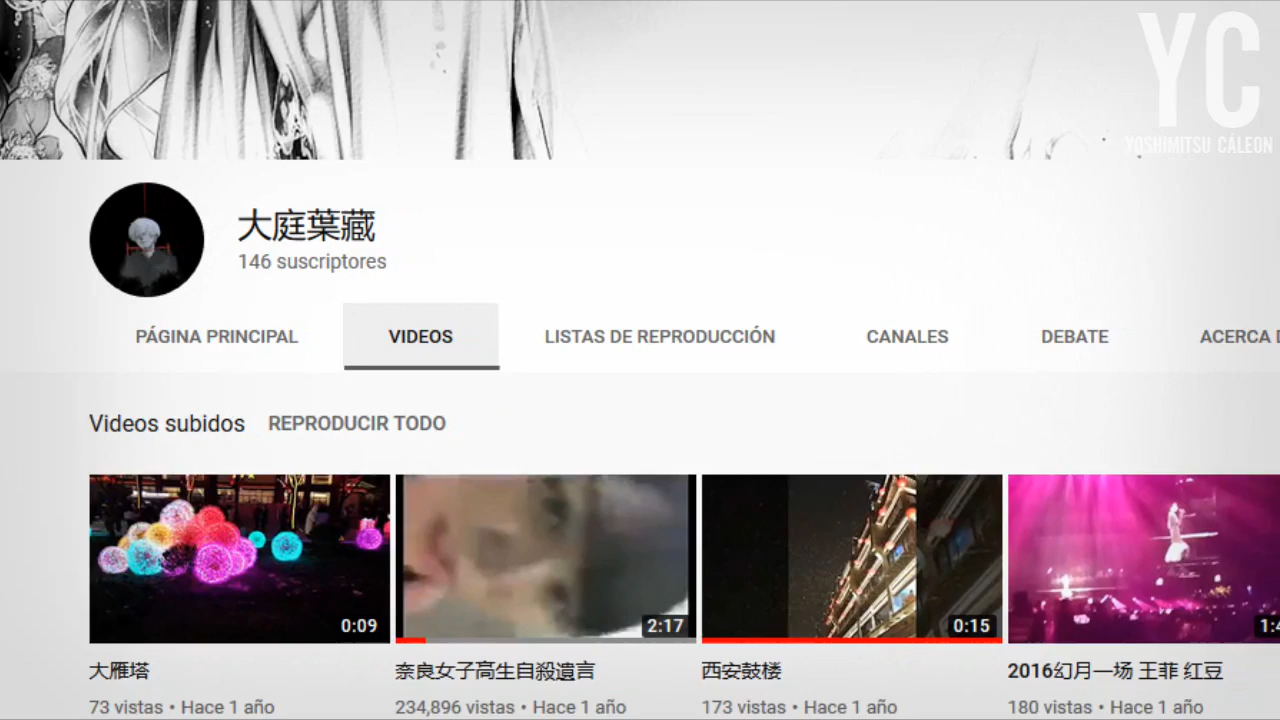 YC
YOSHIMITSU CÁLEON
大庭葉藏
146 suscriptores
PÁGINA PRINCIPAL VIDEOS LISTAS DE REPRODUCCIÓN CANALES DEBATE ACERCA
Videos subidos REPRODUCIR TODO
0:09 2:17 0:15 1:4
大雁塔 奈良女子高生自殺遺言 西安鼓楼 2016幻月一场 王菲 红豆
73 vistas • Hace 1 año 234,896 vistas • Hace 1 año 173 vistas • Hace 1 año 180 vistas • Hace 1 año